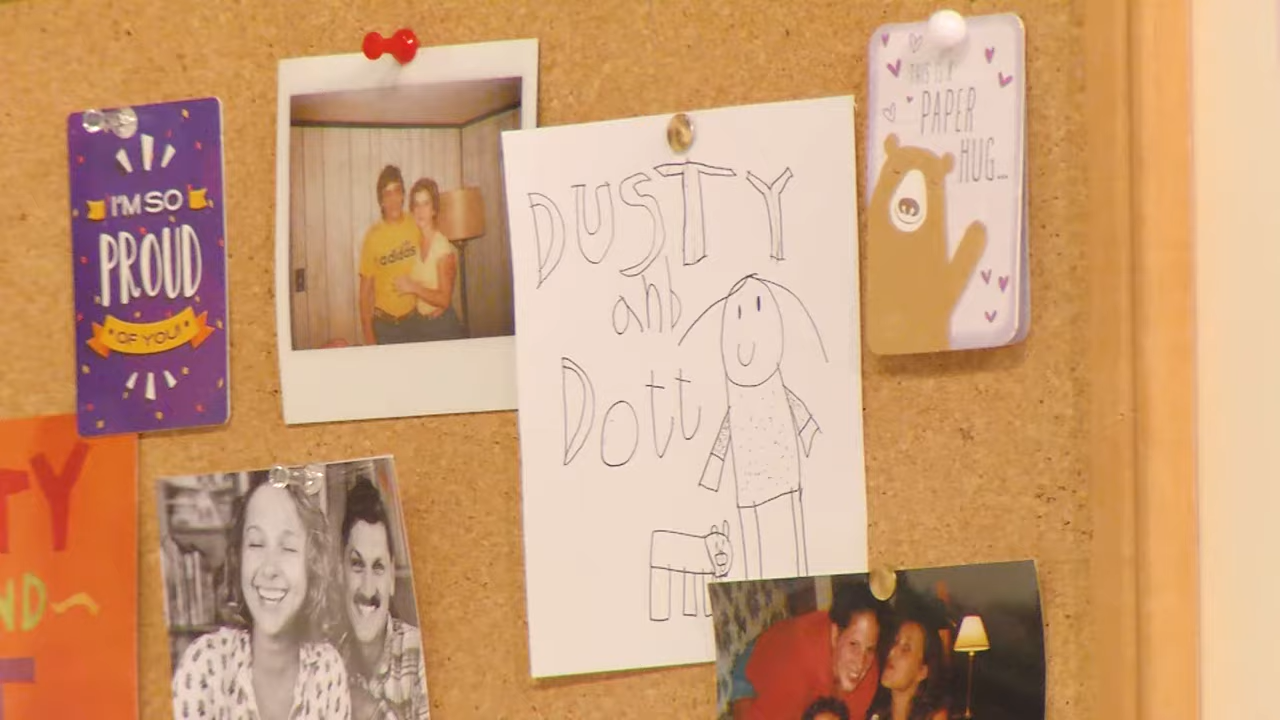 I'M SO
PROUD
OF YOU!
adidas
DUSTY
and
Dott
THIS IS A
PAPER
HUG...
TY
ND~
T